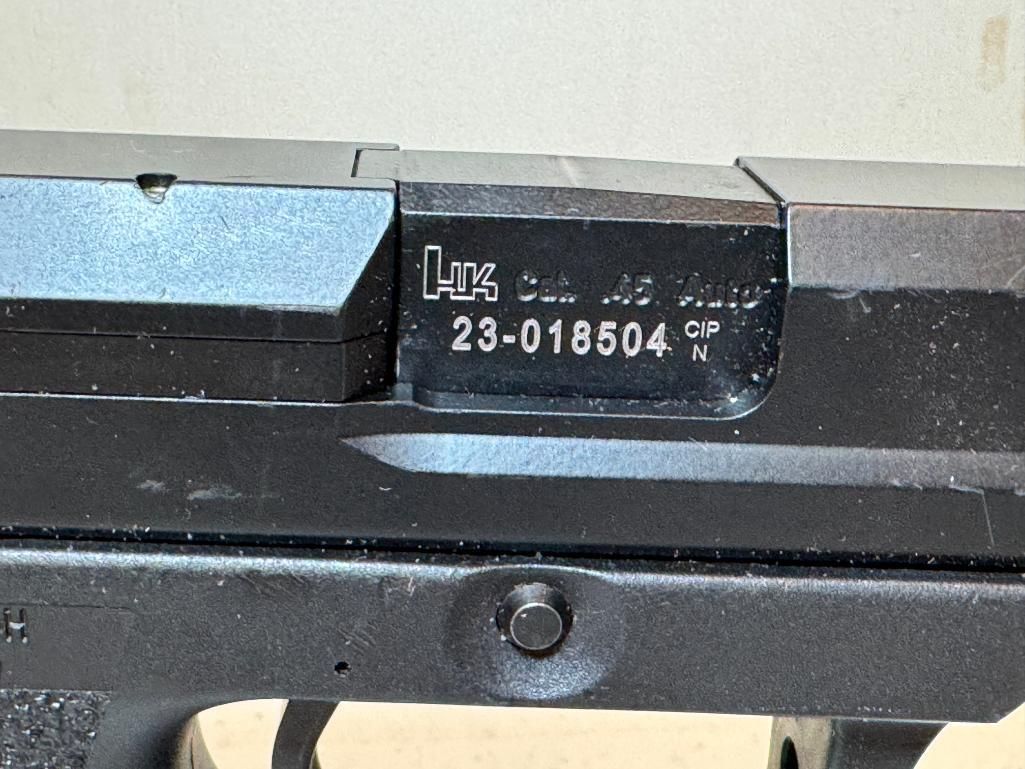 HK Cal. .45 Auto
23-018504 CIP
N
H